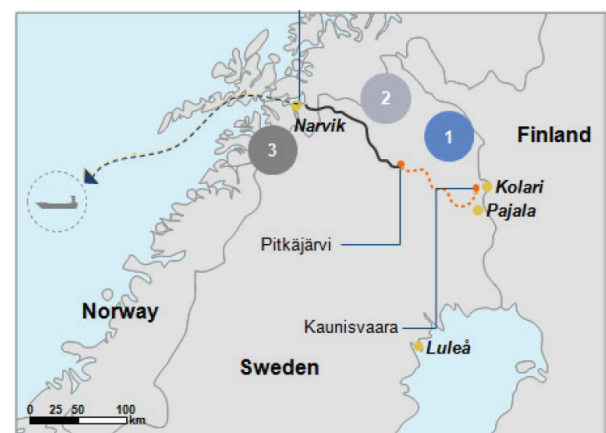 2
1
Narvik
3
Finland
Kolari
Pajala
Pitkäjärvi
Norway
Kaunisvaara
Luleå
Sweden
0 25 50 100
km